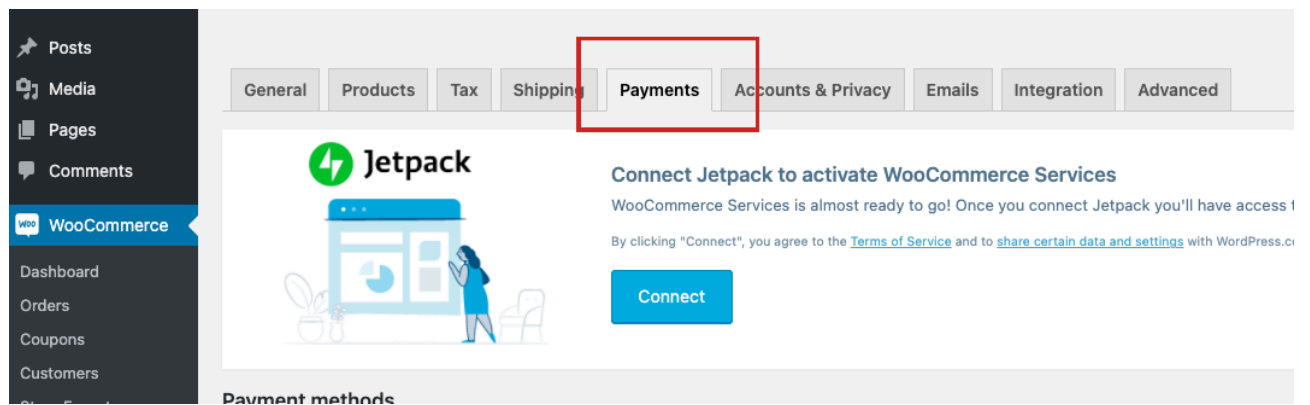 Posts
Media
Pages
Comments
WooCommerce
Dashboard
Orders
Coupons
Customers
General Products Tax Shipping Payments Accounts & Privacy Emails Integration Advanced
Jetpack
Connect Jetpack to activate WooCommerce Services
WooCommerce Services is almost ready to go! Once you connect Jetpack you'll have access
By clicking "Connect", you agree to the Terms of Service and to share certain data and settings with WordPress.c
Connect
Payment methods